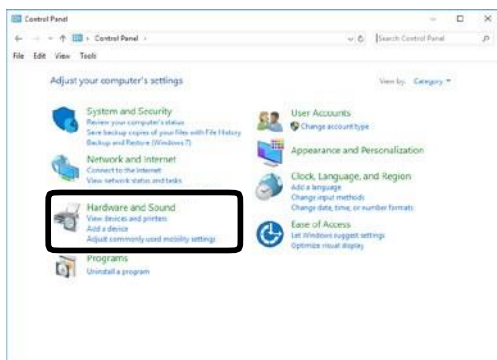 Control Panel
Control Panel
Search Control Panel
File Edit View Tools
Adjust your computer's settings
View by: Category
System and Security
Review your computer's status
Save backup copies of your files with File History
Backup and Restore (Windows 7)
Network and Internet
Connect to the Internet
View network status and tasks
Hardware and Sound
View devices and printers
Add a device
Adjust commonly used mobility settings
Programs
Uninstall a program
User Accounts
Change account type
Appearance and Personalization
Clock, Language, and Region
Add a language
Change input methods
Change date, time, or number formats
Ease of Access
Let Windows suggest settings
Optimize visual display